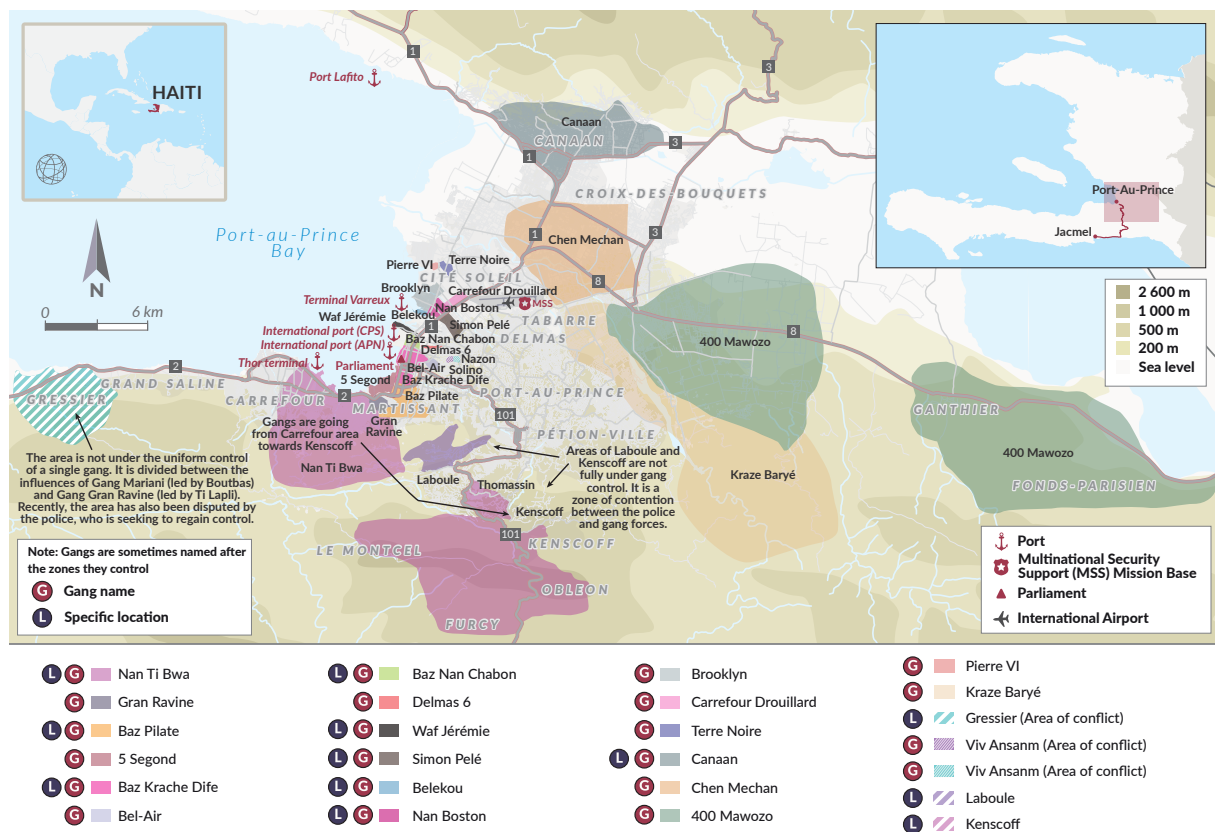 HAITI
Port Lafito
1
3
Canaan
CANAAN
3
1
CROIX-DES-BOUQUETS
Port-Au-Prince
Jacmel
Port-au-Prince
Bay
N
0
6 km
1
Chen Mechan
3
8
Pierre VI
Terre Noire
CITÉ SOLEIL
Brooklyn
Carrefour Drouillard
Terminal Varreux
Nan Boston
MSS
Waf Jérémie
Belekou
International port (CPS)
1
Simon Pelé
TABARRE
Baz Nan Chabon
DELMAS
International port (APN)
Delmas 6
400 Mawozo
8
Thor terminal
Parliament
Bel-Air
Nazon
Solino
2
5 Segond
Baz Krache Dife
GRAND SALINE
GRESSIER
CARREFOUR
2
Baz Pilate
PORT-AU-PRINCE
MARTISSANT
101
GANTHIER
Gran
Ravine
Gangs are going
from Carrefour area
towards Kenscoff
PÉTION-VILLE
Nan Ti Bwa
Areas of Laboule and
Kenscoff are not
fully under gang
control. It is a
zone of contention
between the police
and gang forces.
400 Mawozo
Kraze Baryé
FONDS-PARISIEN
The area is not under the uniform control
of a single gang. It is divided between the
influences of Gang Mariani (led by Boutbas)
and Gang Gran Ravine (led by Ti Lapli).
Recently, the area has also been disputed by
the police, who is seeking to regain control.
Laboule
Thomassin
Kenscoff
101
KENSCOFF
LE MONTCEL
OBLEON
FURCY
2 600 m
1 000 m
500 m
200 m
Sea level
Port
Multinational Security
Support (MSS) Mission Base
Parliament
International Airport
Note: Gangs are sometimes named after
the zones they control
G Gang name
L Specific location
L G Nan Ti Bwa
G Gran Ravine
L G Baz Pilate
G 5 Segond
L G Baz Krache Dife
G Bel-Air
L G Baz Nan Chabon
G Delmas 6
L G Waf Jérémie
L G Simon Pelé
L G Belekou
L G Nan Boston
G Brooklyn
G Carrefour Drouillard
G Terre Noire
L G Canaan
G Chen Mechan
G 400 Mawozo
G Pierre VI
G Kraze Baryé
L Gressier (Area of conflict)
G Viv Ansanm (Area of conflict)
G Viv Ansanm (Area of conflict)
L Laboule
L Kenscoff